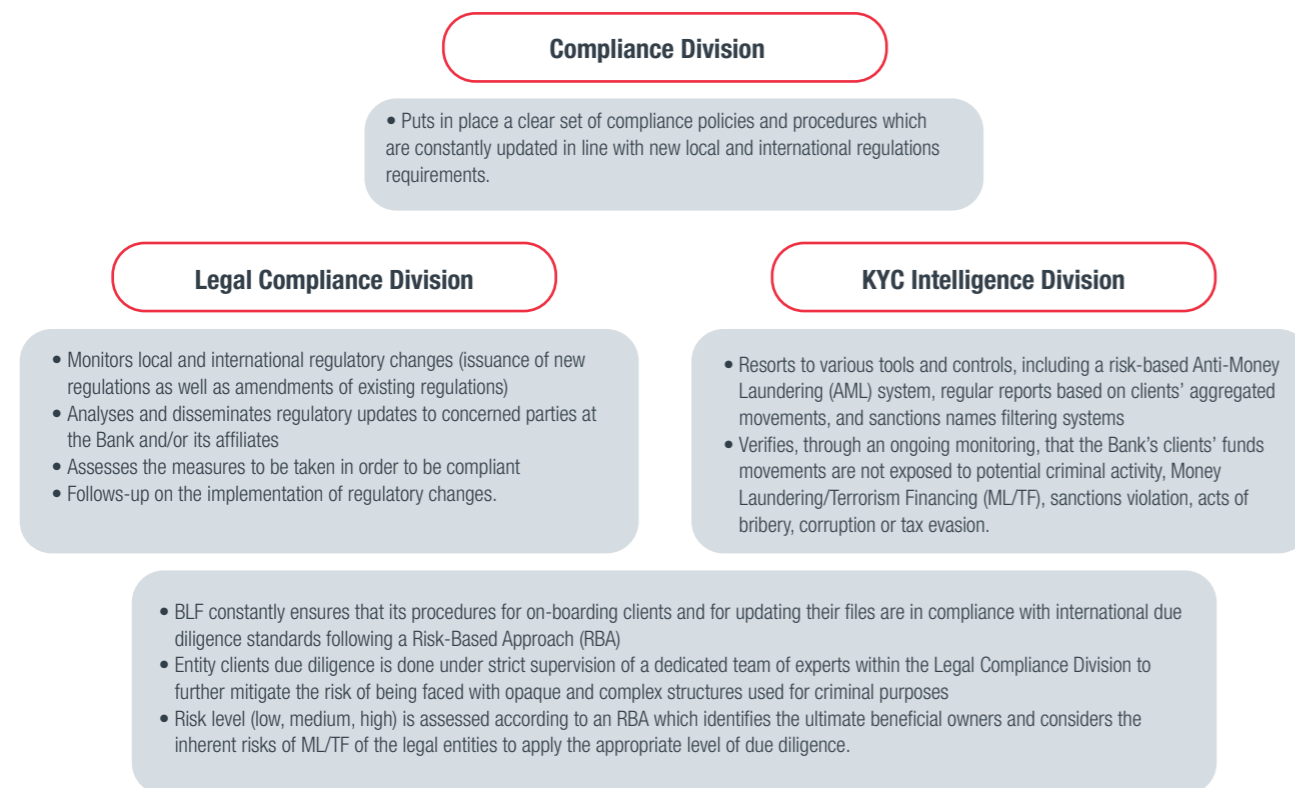 Compliance Division
• Puts in place a clear set of compliance policies and procedures which
are constantly updated in line with new local and international regulations
requirements.
Legal Compliance Division
• Monitors local and international regulatory changes (issuance of new
regulations as well as amendments of existing regulations)
• Analyses and disseminates regulatory updates to concerned parties at
the Bank and/or its affiliates
• Assesses the measures to be taken in order to be compliant
• Follows-up on the implementation of regulatory changes.
KYC Intelligence Division
• Resorts to various tools and controls, including a risk-based Anti-Money
Laundering (AML) system, regular reports based on clients’ aggregated
movements, and sanctions names filtering systems
• Verifies, through an ongoing monitoring, that the Bank’s clients’ funds
movements are not exposed to potential criminal activity, Money
Laundering/Terrorism Financing (ML/TF), sanctions violation, acts of
bribery, corruption or tax evasion.
• BLF constantly ensures that its procedures for on-boarding clients and for updating their files are in compliance with international due
diligence standards following a Risk-Based Approach (RBA)
• Entity clients due diligence is done under strict supervision of a dedicated team of experts within the Legal Compliance Division to
further mitigate the risk of being faced with opaque and complex structures used for criminal purposes
• Risk level (low, medium, high) is assessed according to an RBA which identifies the ultimate beneficial owners and considers the
inherent risks of ML/TF of the legal entities to apply the appropriate level of due diligence.